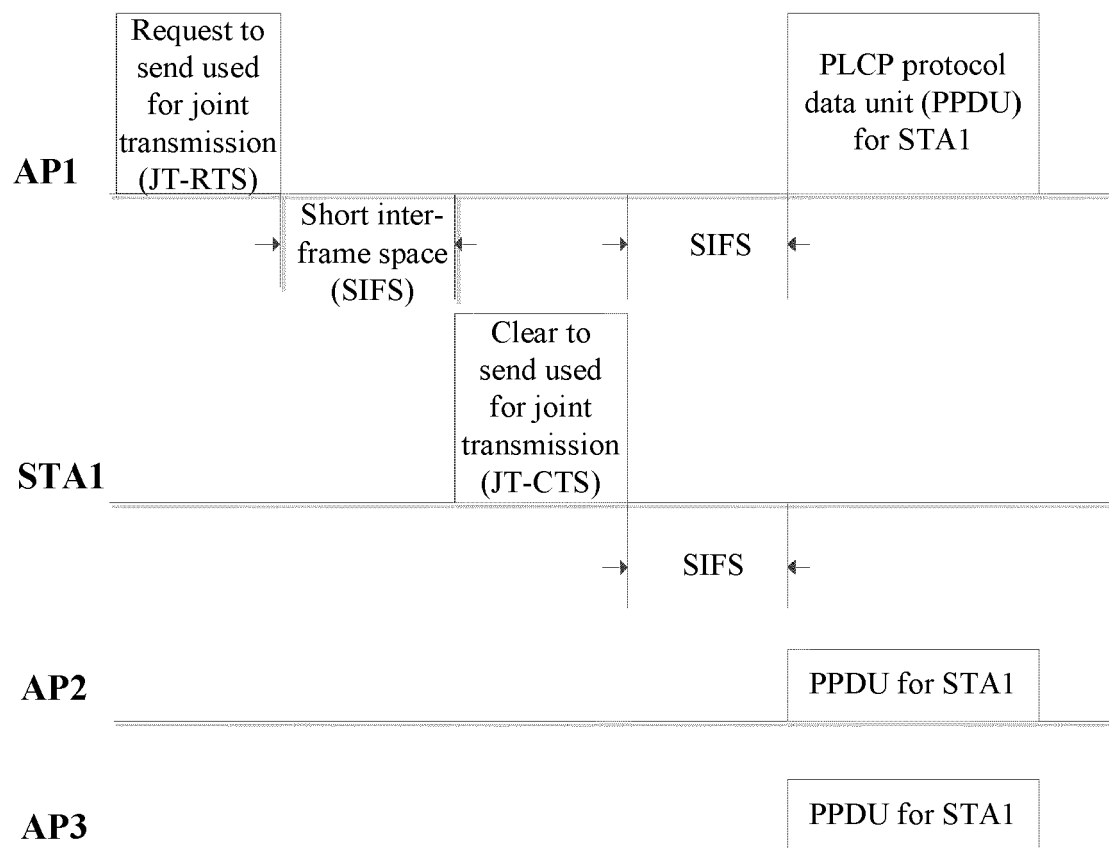 Request to
send used
for joint
transmission
(JT-RTS)
PLCP protocol
data unit (PPDU)
for STA1
AP1
Short inter-
frame space
(SIFS)
SIFS
Clear to
send used
for joint
transmission
(JT-CTS)
STA1
SIFS
AP2
PPDU for STA1
AP3
PPDU for STA1